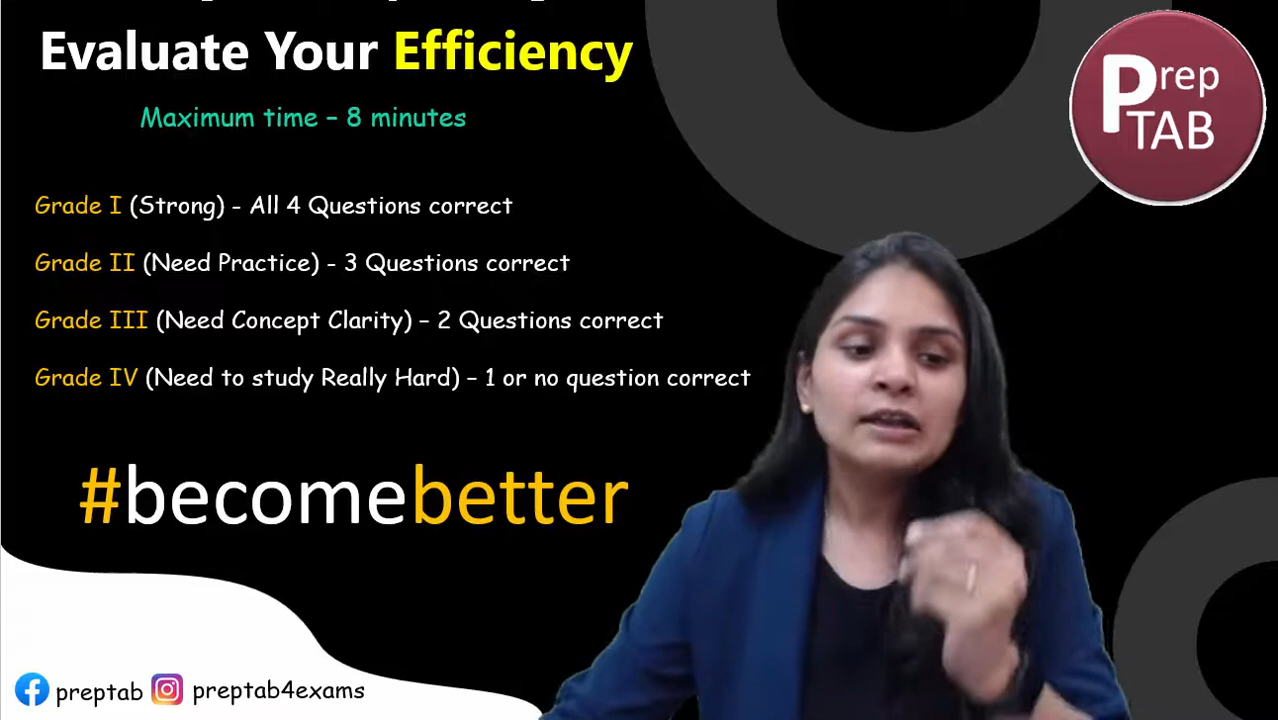 Evaluate Your Efficiency
Maximum time – 8 minutes
Prep
TAB
Grade I (Strong) - All 4 Questions correct
Grade II (Need Practice) - 3 Questions correct
Grade III (Need Concept Clarity) – 2 Questions correct
Grade IV (Need to study Really Hard) – 1 or no question correct
#becomebetter
preptab preptab4exams